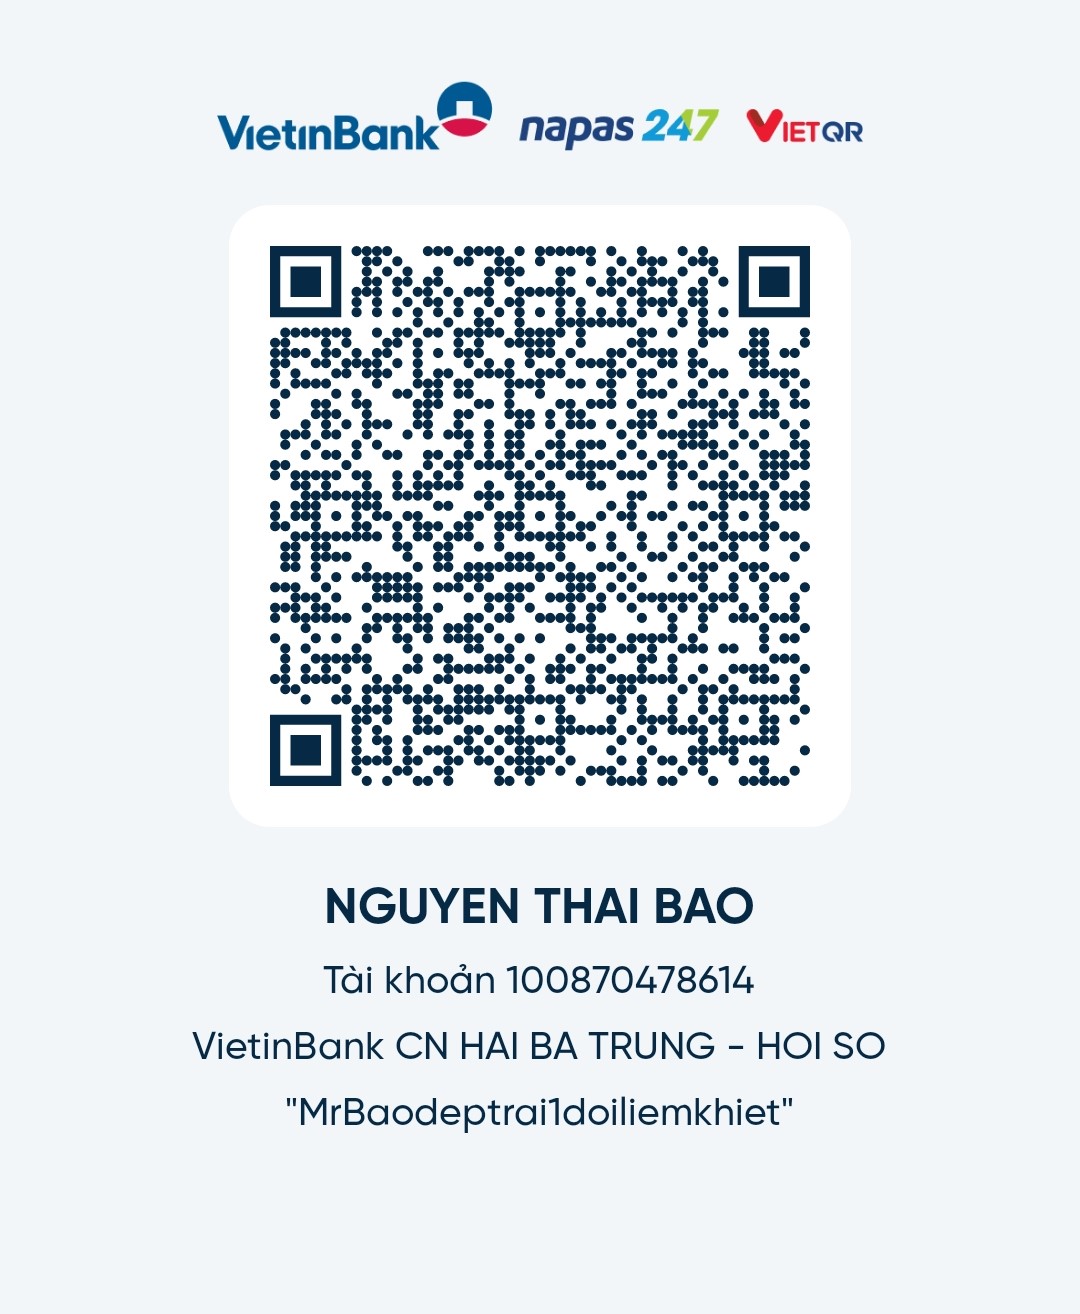 VietinBank napas 247 VIETQR
NGUYEN THAI BAO
Tài khoản 100870478614
VietinBank CN HAI BA TRUNG - HOI SO
"MrBaodeptrai1doiliemkhiet"